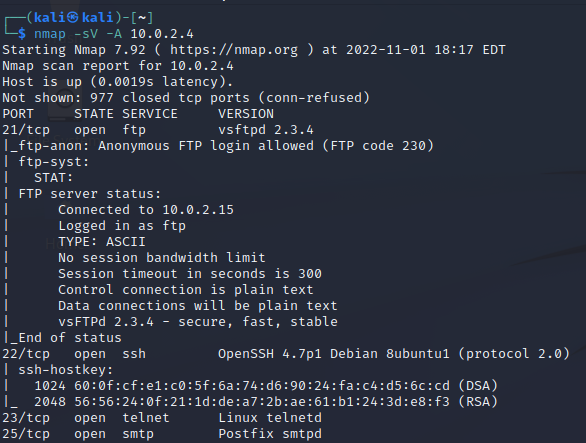 ┌──(kali㉿kali)-[~]
└─$ nmap -sV -A 10.0.2.4
Starting Nmap 7.92 ( https://nmap.org ) at 2022-11-01 18:17 EDT
Nmap scan report for 10.0.2.4
Host is up (0.0019s latency).
Not shown: 977 closed tcp ports (conn-refused)
PORT     STATE SERVICE     VERSION
21/tcp   open  ftp         vsftpd 2.3.4
|_ftp-anon: Anonymous FTP login allowed (FTP code 230)
| ftp-syst:
|   STAT:
| FTP server status:
|      Connected to 10.0.2.15
|      Logged in as ftp
|      TYPE: ASCII
|      No session bandwidth limit
|      Session timeout in seconds is 300
|      Control connection is plain text
|      Data connections will be plain text
|      vsFTPd 2.3.4 - secure, fast, stable
|_End of status
22/tcp   open  ssh         OpenSSH 4.7p1 Debian 8ubuntu1 (protocol 2.0)
| ssh-hostkey:
|   1024 60:0f:cf:e1:c0:5f:6a:74:d6:90:24:fa:c4:d5:6c:cd (DSA)
|_  2048 56:56:24:0f:21:1d:de:a7:2b:ae:61:b1:24:3d:e8:f3 (RSA)
23/tcp   open  telnet      Linux telnetd
25/tcp   open  smtp        Postfix smtpd